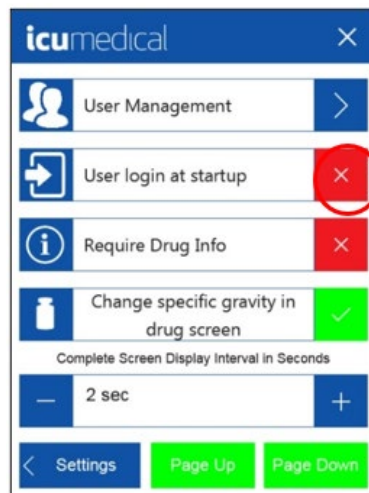 icumedical
User Management
User login at startup
Require Drug Info
Change specific gravity in
drug screen
Complete Screen Display Interval in Seconds
2 sec
Settings Page Up Page Down